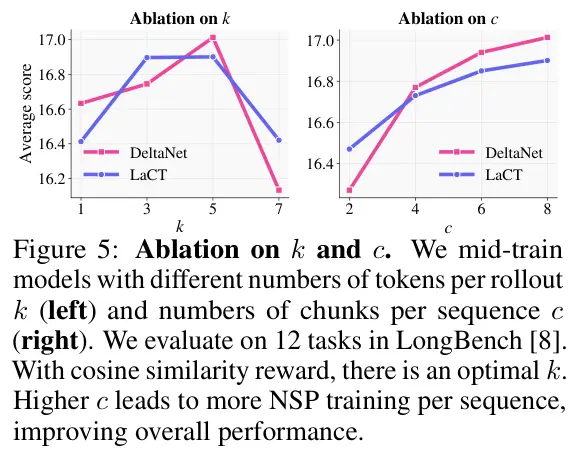 Ablation on k
Ablation on c
Average score
17.0
16.8
16.6
16.4
16.2
DeltaNet
LaCT
1 3 5 7
k
17.0
16.8
16.6
16.4
DeltaNet
LaCT
2 4 6 8
c
Figure 5: Ablation on k and c. We mid-train
models with different numbers of tokens per rollout
k (left) and numbers of chunks per sequence c
(right). We evaluate on 12 tasks in LongBench [8].
With cosine similarity reward, there is an optimal k.
Higher c leads to more NSP training per sequence,
improving overall performance.